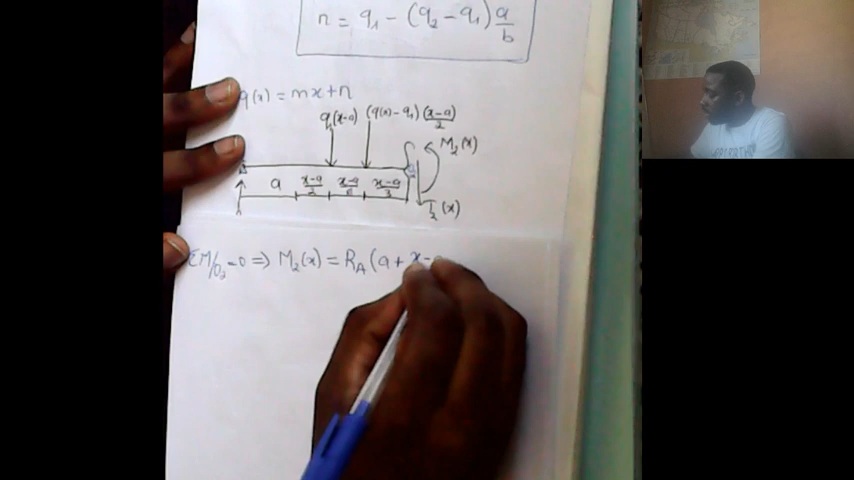 n = q₁ - (q₂ - q₁) a/b
q(x) = mx + n
q₁(x-a) (q(x) - q₁) (x-a)/2
M₂(x)
a (x-a)/2 (x-a)/6 (x-a)/3
T₂(x)
ΣM/O₂ = 0 ⇒ M₂(x) = R_A (a + x -